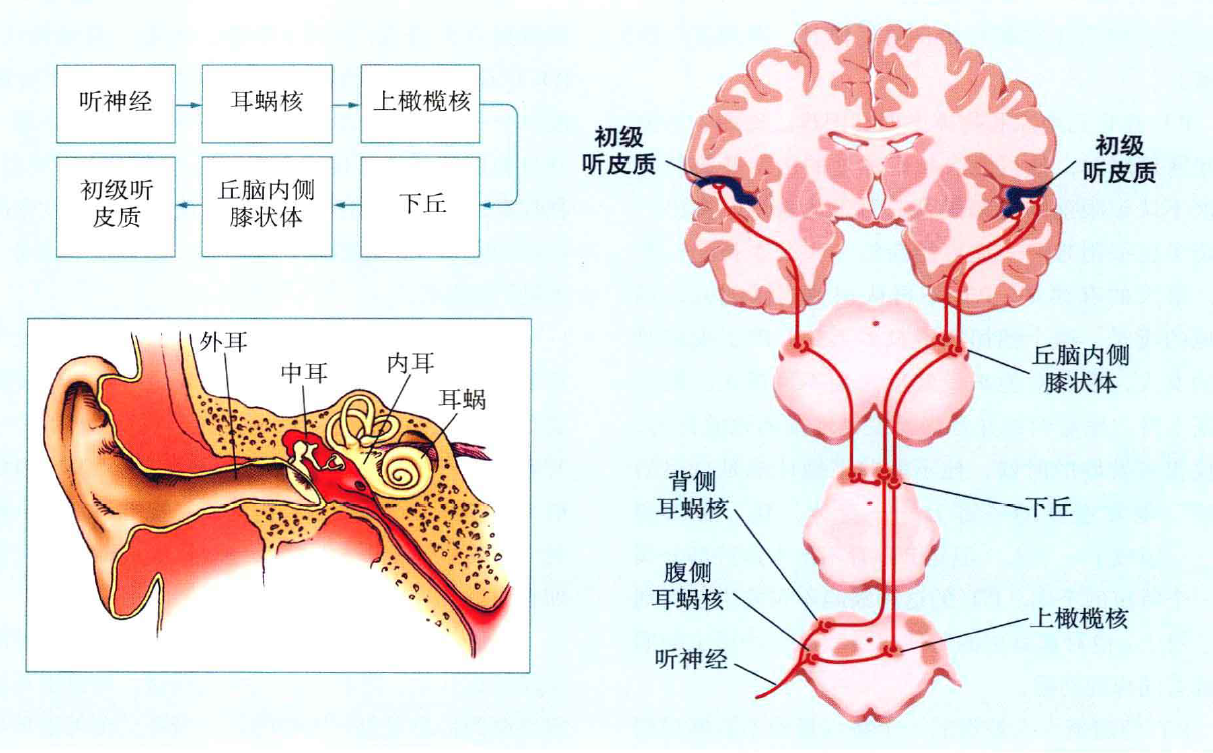 听神经
耳蜗核
上橄榄核
初级听
皮质
丘脑内侧
膝状体
下丘
外耳
中耳
内耳
耳蜗
初级
听皮质
初级
听皮质
丘脑内侧
膝状体
背侧
耳蜗核
下丘
腹侧
耳蜗核
上橄榄核
听神经